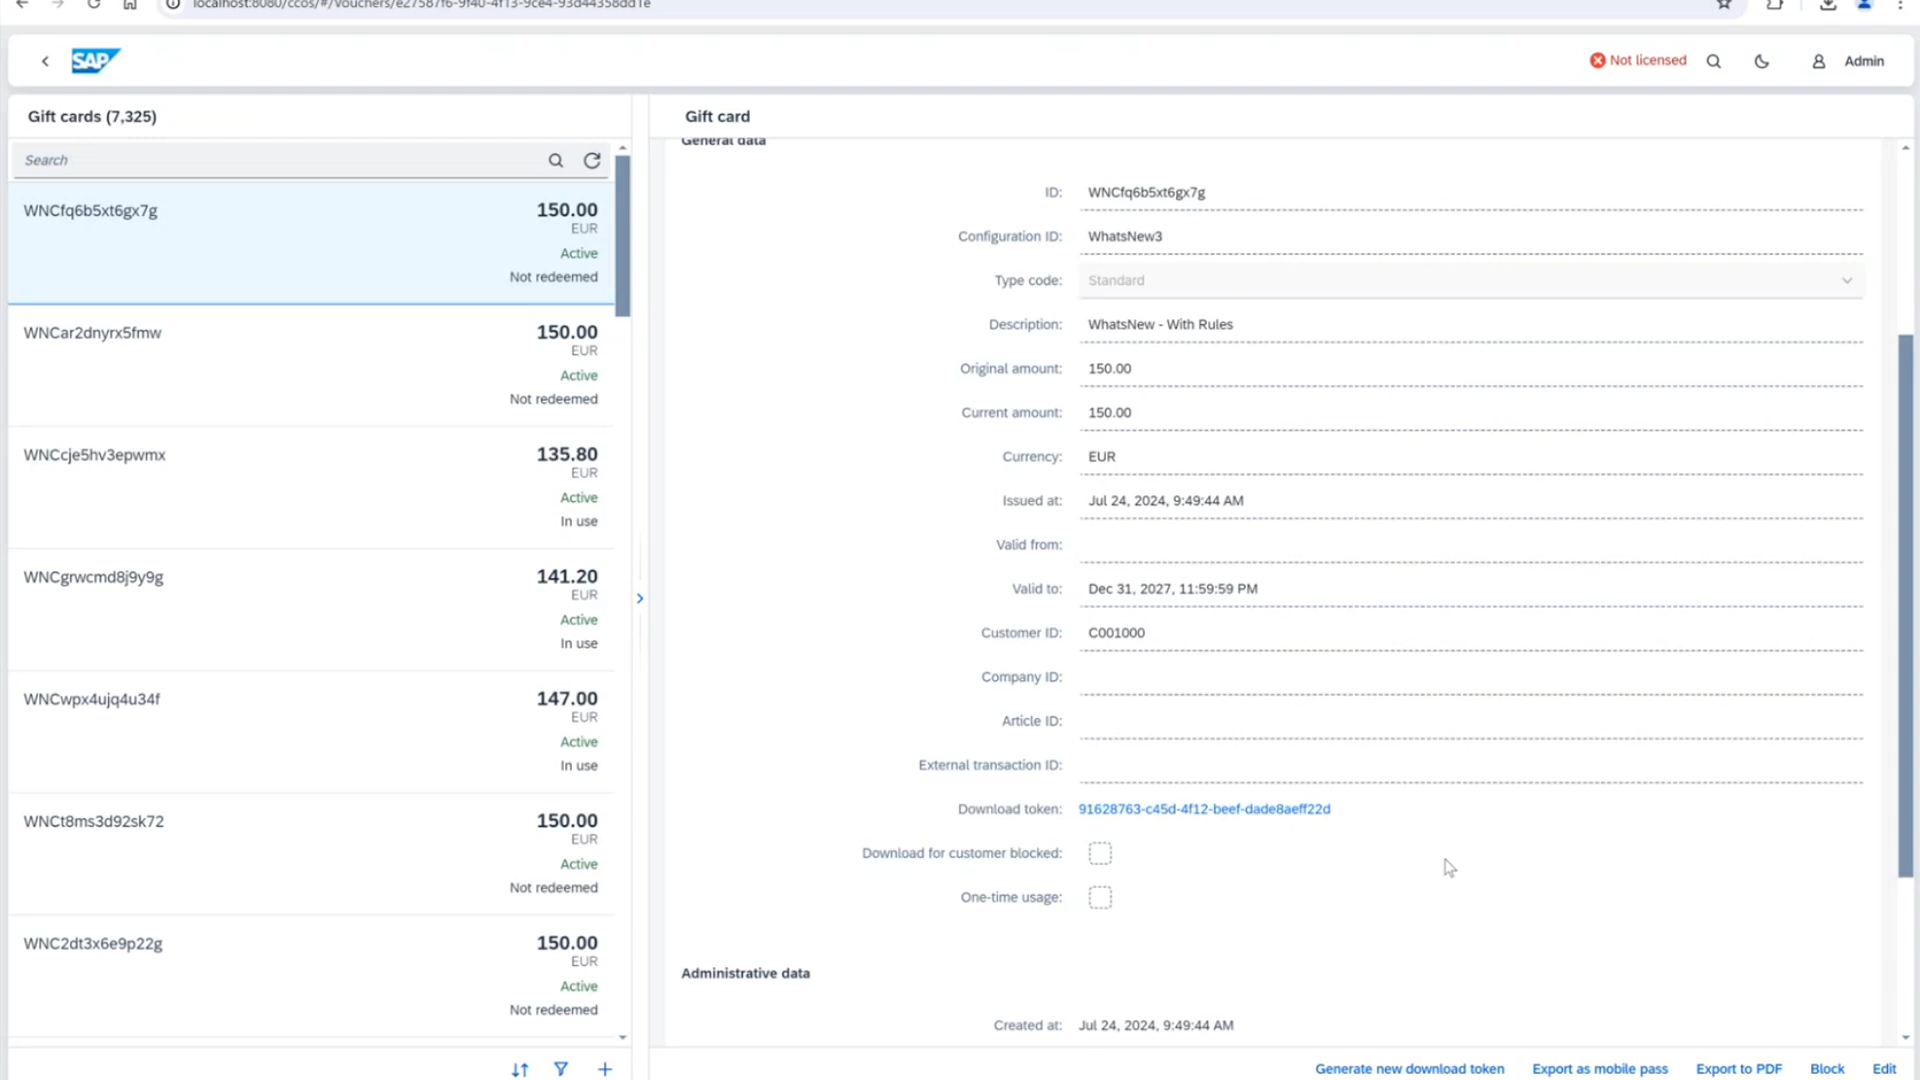 localhost:8080/ccos/#/vouchers/e27587f6-9f40-4f13-9ce4-93d44358dd1e
SAP
Not licensed
Admin
Gift cards (7,325)
Search
WNCfq6b5xt6gx7g
150.00
EUR
Active
Not redeemed
WNCar2dnyrx5fmw
150.00
EUR
Active
Not redeemed
WNCcje5hv3epwmx
135.80
EUR
Active
In use
WNCgrwcmd8j9y9g
141.20
EUR
Active
In use
WNCwpx4ujq4u34f
147.00
EUR
Active
In use
WNCt8ms3d92sk72
150.00
EUR
Active
Not redeemed
WNC2dt3x6e9p22g
150.00
EUR
Active
Not redeemed
Gift card
General data
ID: WNCfq6b5xt6gx7g
Configuration ID: WhatsNew3
Type code: Standard
Description: WhatsNew - With Rules
Original amount: 150.00
Current amount: 150.00
Currency: EUR
Issued at: Jul 24, 2024, 9:49:44 AM
Valid from:
Valid to: Dec 31, 2027, 11:59:59 PM
Customer ID: C001000
Company ID:
Article ID:
External transaction ID:
Download token: 91628763-c45d-4f12-beef-dade8aeff22d
Download for customer blocked:
One-time usage:
Administrative data
Created at: Jul 24, 2024, 9:49:44 AM
Generate new download token Export as mobile pass Export to PDF Block Edit